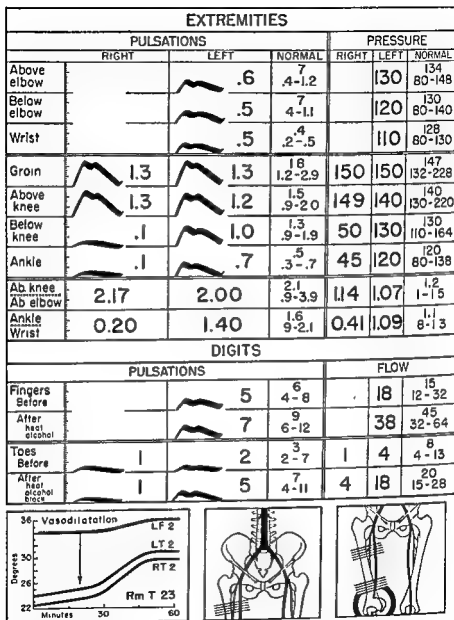 EXTREMITIES
PULSATIONS PRESSURE
RIGHT LEFT NORMAL RIGHT LEFT NORMAL
Above elbow .6 7 .4-1.2 130 134 80-148
Below elbow .5 7 4-1.1 120 130 80-140
Wrist .5 .4 .2-.5 110 128 80-130
Groin 1.3 1.3 1.8 1.2-2.9 150 150 147 132-228
Above knee 1.3 1.2 1.5 .9-2.0 149 140 140 130-220
Below knee .1 1.0 1.3 .9-1.9 50 130 130 110-164
Ankle .1 .7 .5 .3-.7 45 120 120 80-138
Ab. knee Ab elbow 2.17 2.00 2.1 .9-3.9 1.14 1.07 1.2 1-1.5
Ankle Wrist 0.20 1.40 1.6 9-2.1 0.41 1.09 1.1 8-1.3
DIGITS
PULSATIONS FLOW
Fingers Before 5 6 4-8 18 15 12-32
After heat alcohol 7 9 6-12 38 45 32-64
Toes Before 1 2 3 2-7 1 4 8 4-13
After heat alcohol block 1 5 7 4-11 4 18 20 15-28
Vasodilatation
36
LF 2
Degrees
30
LT 2
RT 2
26
Rm T 23
22
Minutes 30 60